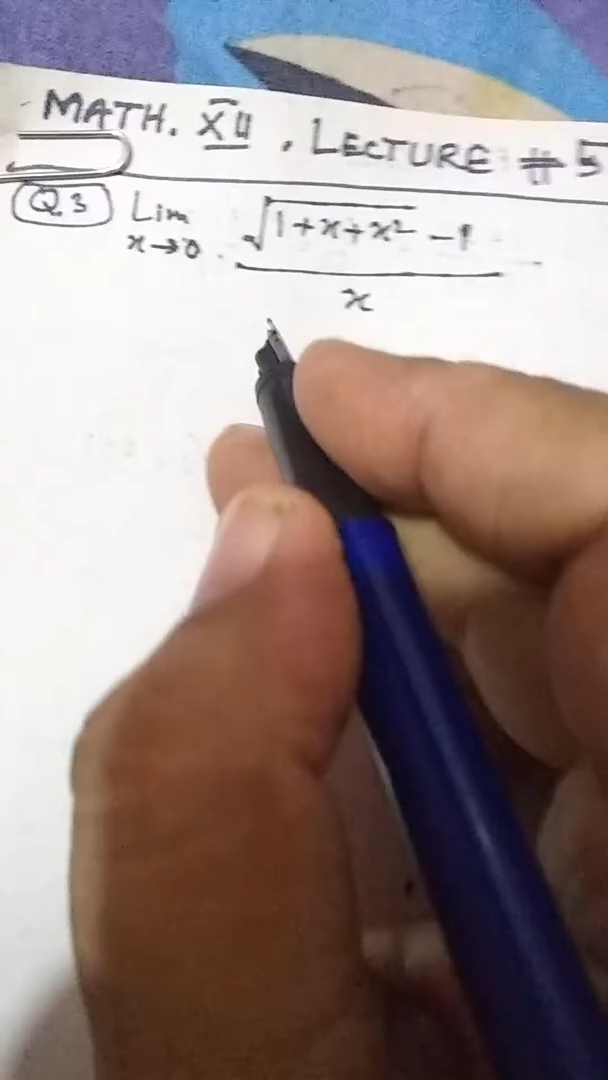 MATH. XII. LECTURE # 5
Q3 Lim x→0 √(1+x+x²) - 1 / x